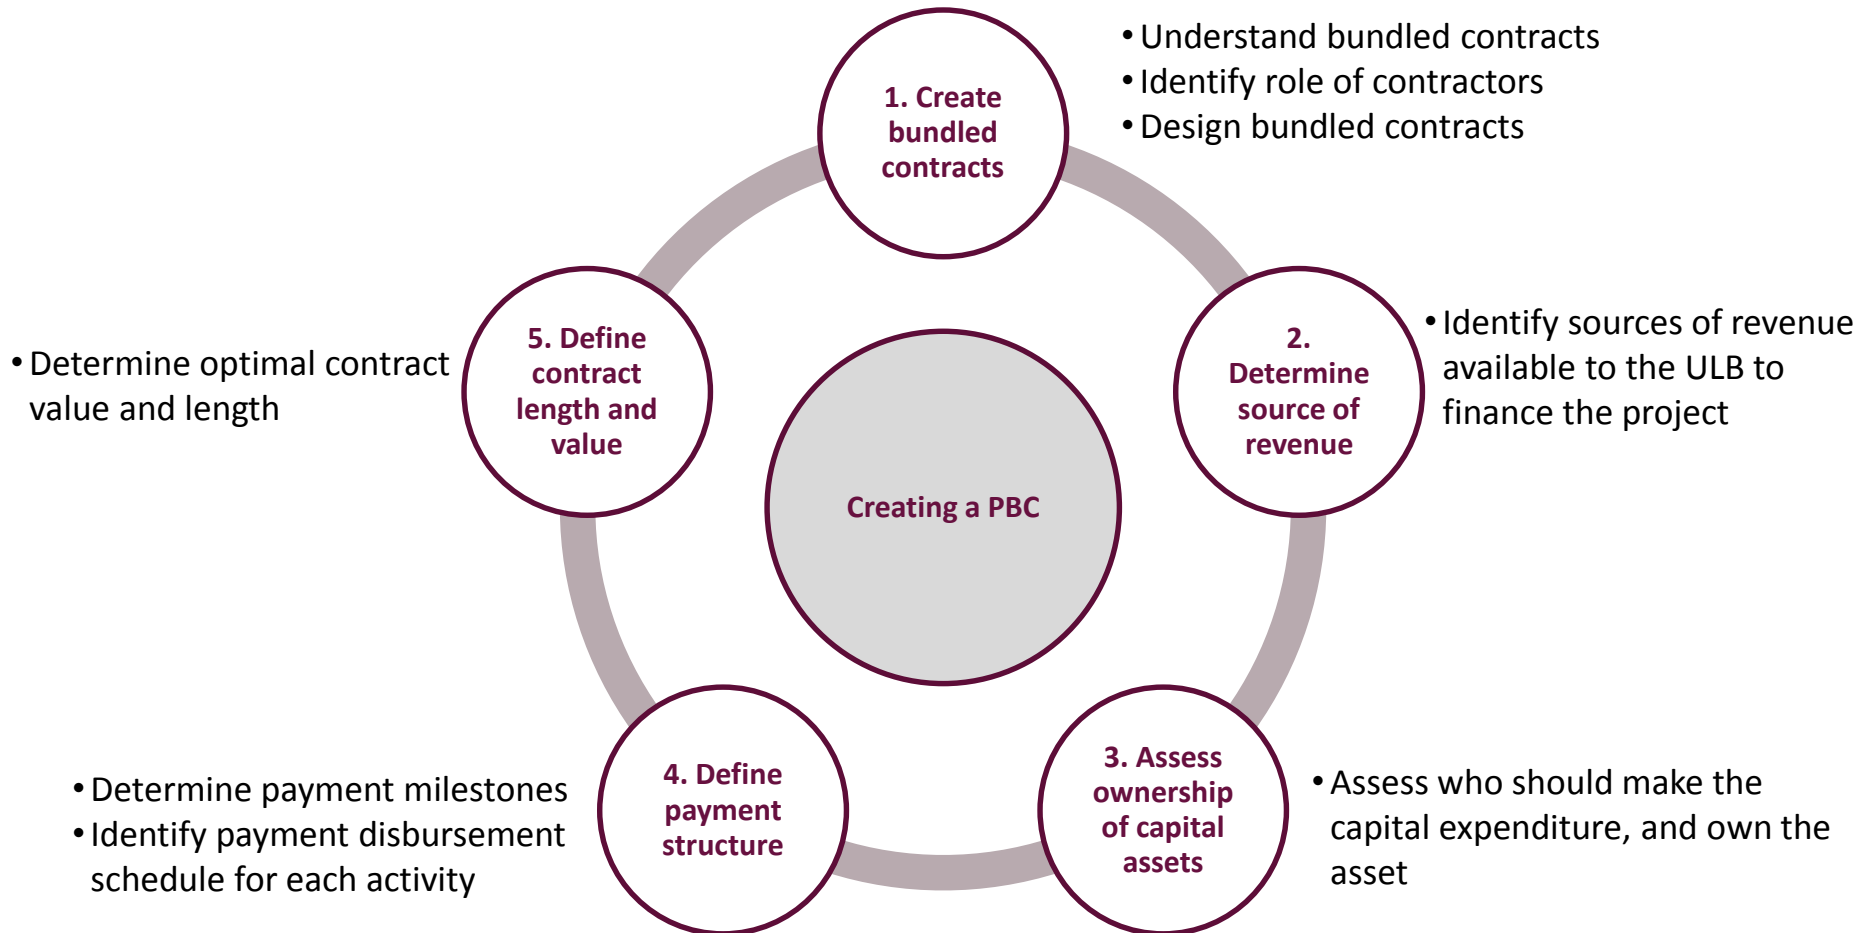 1. Create
bundled
contracts
• Understand bundled contracts
• Identify role of contractors
• Design bundled contracts
2.
Determine
source of
revenue
• Identify sources of revenue
available to the ULB to
finance the project
3. Assess
ownership
of capital
assets
• Assess who should make the
capital expenditure, and own the
asset
4. Define
payment
structure
• Determine payment milestones
• Identify payment disbursement
schedule for each activity
5. Define
contract
length and
value
• Determine optimal contract
value and length
Creating a PBC